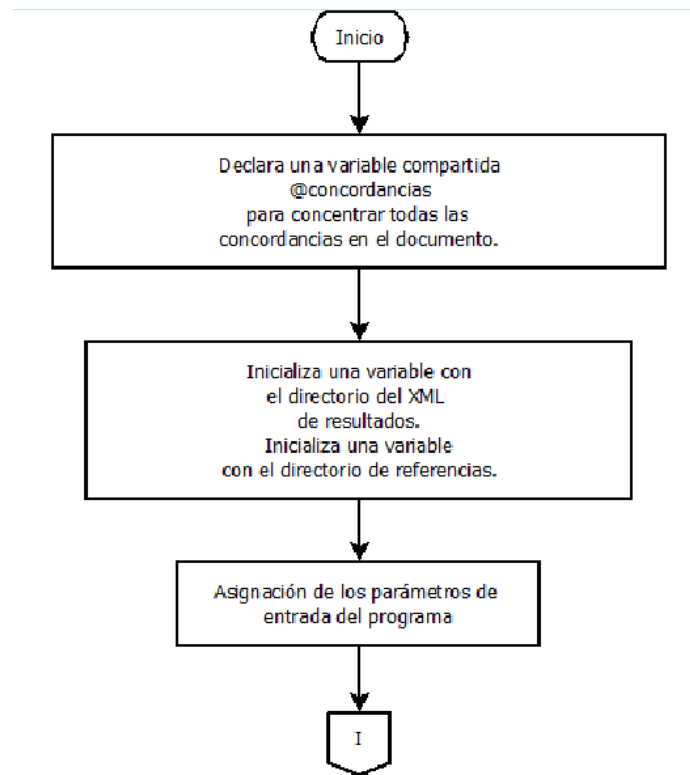 Inicio
Declara una variable compartida
@concordancias
para concentrar todas las
concordancias en el documento.
Inicializa una variable con
el directorio del XML
de resultados.
Inicializa una variable
con el directorio de referencias.
Asignación de los parámetros de
entrada del programa
I